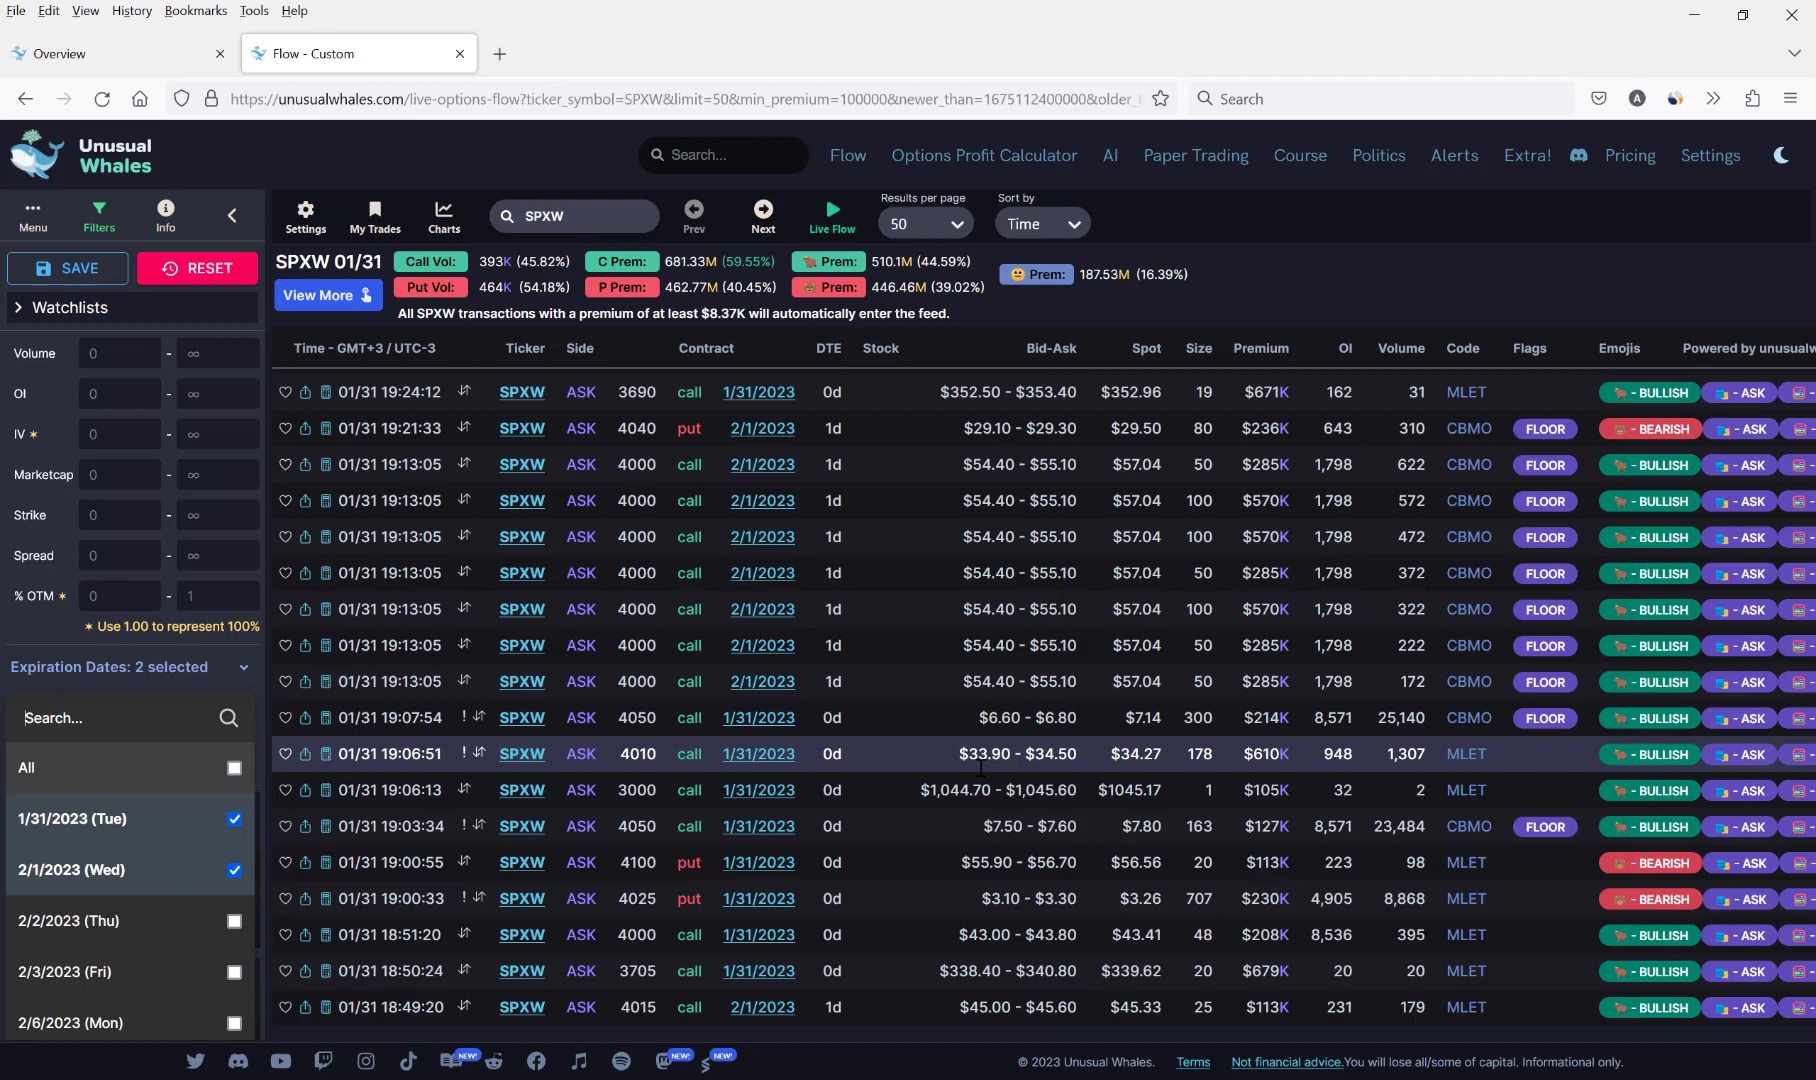 File Edit View History Bookmarks Tools Help
Overview
Flow - Custom
https://unusualwhales.com/live-options-flow?ticker_symbol=SPXW&limit=50&min_premium=100000&newer_than=1675112400000&older_t
Search
Unusual
Whales
Search...
Flow Options Profit Calculator AI Paper Trading Course Politics Alerts Extra! Pricing Settings
Menu Filters Info
SAVE RESET
Watchlists
Volume 0 - ∞
OI 0 - ∞
IV ✶ 0 - ∞
Marketcap 0 - ∞
Strike 0 - ∞
Spread 0 - ∞
% OTM ✶ 0 - 1
✶ Use 1.00 to represent 100%
Expiration Dates: 2 selected
Search...
All
1/31/2023 (Tue)
2/1/2023 (Wed)
2/2/2023 (Thu)
2/3/2023 (Fri)
2/6/2023 (Mon)
Settings My Trades Charts SPXW Prev Next Live Flow
Results per page
50
Sort by
Time
SPXW 01/31
View More
Call Vol: 393K (45.82%) C Prem: 681.33M (59.55%) Prem: 510.1M (44.59%)
Put Vol: 464K (54.18%) P Prem: 462.77M (40.45%) Prem: 446.46M (39.02%)
Prem: 187.53M (16.39%)
All SPXW transactions with a premium of at least $8.37K will automatically enter the feed.
Time - GMT+3 / UTC-3 Ticker Side Contract DTE Stock Bid-Ask Spot Size Premium OI Volume Code Flags Emojis Powered by unusualw
01/31 19:24:12 SPXW ASK 3690 call 1/31/2023 0d $352.50 - $353.40 $352.96 19 $671K 162 31 MLET - BULLISH - ASK -
01/31 19:21:33 SPXW ASK 4040 put 2/1/2023 1d $29.10 - $29.30 $29.50 80 $236K 643 310 CBMO FLOOR - BEARISH - ASK -
01/31 19:13:05 SPXW ASK 4000 call 2/1/2023 1d $54.40 - $55.10 $57.04 50 $285K 1,798 622 CBMO FLOOR - BULLISH - ASK -
01/31 19:13:05 SPXW ASK 4000 call 2/1/2023 1d $54.40 - $55.10 $57.04 100 $570K 1,798 572 CBMO FLOOR - BULLISH - ASK -
01/31 19:13:05 SPXW ASK 4000 call 2/1/2023 1d $54.40 - $55.10 $57.04 100 $570K 1,798 472 CBMO FLOOR - BULLISH - ASK -
01/31 19:13:05 SPXW ASK 4000 call 2/1/2023 1d $54.40 - $55.10 $57.04 50 $285K 1,798 372 CBMO FLOOR - BULLISH - ASK -
01/31 19:13:05 SPXW ASK 4000 call 2/1/2023 1d $54.40 - $55.10 $57.04 100 $570K 1,798 322 CBMO FLOOR - BULLISH - ASK -
01/31 19:13:05 SPXW ASK 4000 call 2/1/2023 1d $54.40 - $55.10 $57.04 50 $285K 1,798 222 CBMO FLOOR - BULLISH - ASK -
01/31 19:13:05 SPXW ASK 4000 call 2/1/2023 1d $54.40 - $55.10 $57.04 50 $285K 1,798 172 CBMO FLOOR - BULLISH - ASK -
01/31 19:07:54 ! SPXW ASK 4050 call 1/31/2023 0d $6.60 - $6.80 $7.14 300 $214K 8,571 25,140 CBMO FLOOR - BULLISH - ASK -
01/31 19:06:51 ! SPXW ASK 4010 call 1/31/2023 0d $33.90 - $34.50 $34.27 178 $610K 948 1,307 MLET - BULLISH - ASK -
01/31 19:06:13 SPXW ASK 3000 call 1/31/2023 0d $1,044.70 - $1,045.60 $1045.17 1 $105K 32 2 MLET - BULLISH - ASK -
01/31 19:03:34 ! SPXW ASK 4050 call 1/31/2023 0d $7.50 - $7.60 $7.80 163 $127K 8,571 23,484 CBMO FLOOR - BULLISH - ASK -
01/31 19:00:55 SPXW ASK 4100 put 1/31/2023 0d $55.90 - $56.70 $56.56 20 $113K 223 98 MLET - BEARISH - ASK -
01/31 19:00:33 ! SPXW ASK 4025 put 1/31/2023 0d $3.10 - $3.30 $3.26 707 $230K 4,905 8,868 MLET - BEARISH - ASK -
01/31 18:51:20 SPXW ASK 4000 call 1/31/2023 0d $43.00 - $43.80 $43.41 48 $208K 8,536 395 MLET - BULLISH - ASK -
01/31 18:50:24 SPXW ASK 3705 call 1/31/2023 0d $338.40 - $340.80 $339.62 20 $679K 20 20 MLET - BULLISH - ASK -
01/31 18:49:20 SPXW ASK 4015 call 2/1/2023 1d $45.00 - $45.60 $45.33 25 $113K 231 179 MLET - BULLISH - ASK -
NEW! NEW! NEW!
© 2023 Unusual Whales. Terms Not financial advice.You will lose all/some of capital. Informational only.